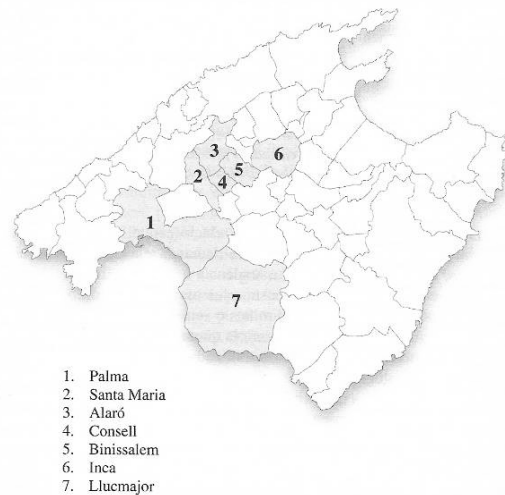 3
6
5
2
4
1
7
1. Palma
2. Santa Maria
3. Alaró
4. Consell
5. Binissalem
6. Inca
7. Llucmajor